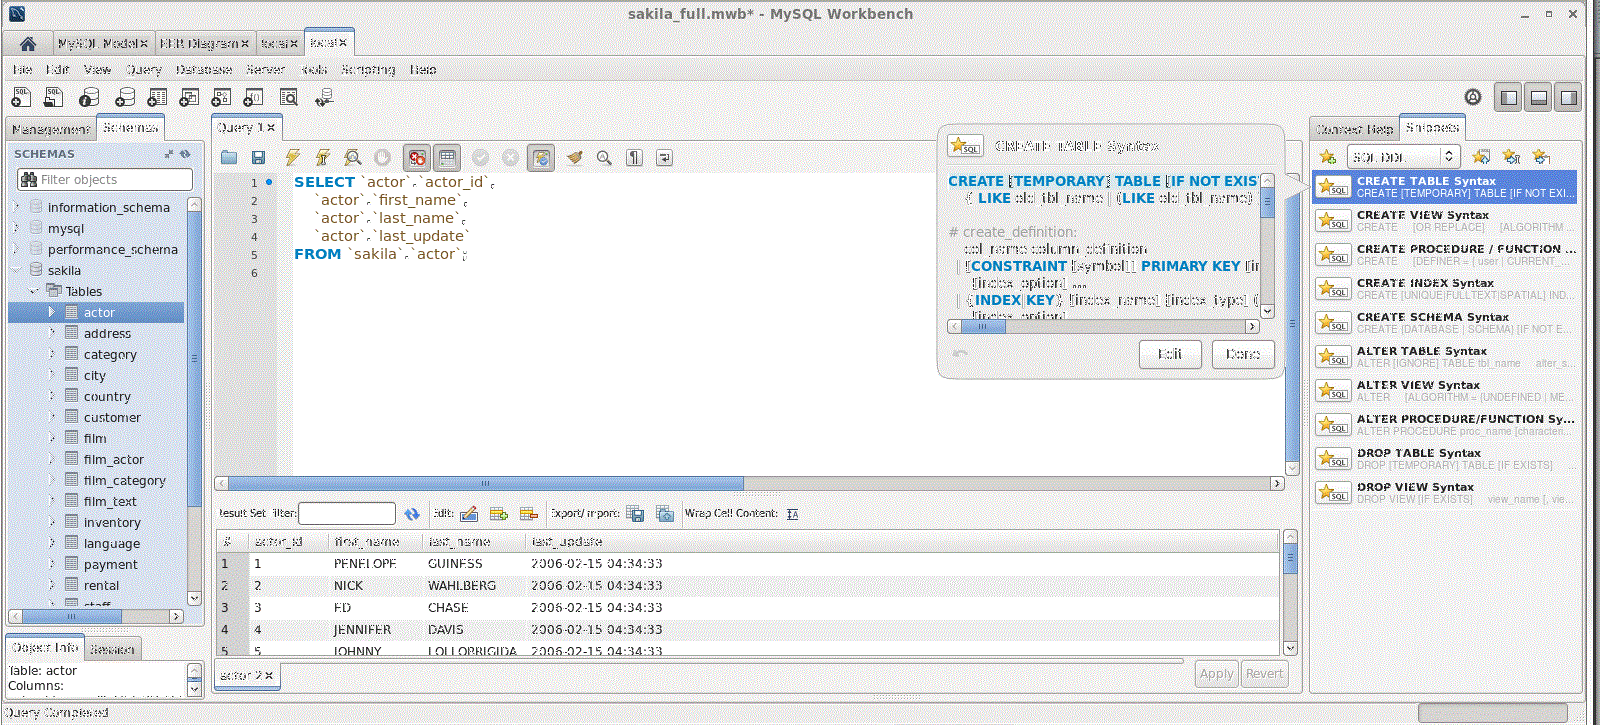 sakila_full.mwb* - MySQL Workbench
MySQL Model x EER Diagram x local x local x
File Edit View Query Database Server Tools Scripting Help
Management Schemas
SCHEMAS
Filter objects
information_schema
mysql
performance_schema
sakila
Tables
actor
address
category
city
country
customer
film
film_actor
film_category
film_text
inventory
language
payment
rental
staff
Object Info Session
Table: actor
Columns:
Query Completed
Query 1 x
1 SELECT `actor`.`actor_id`,
2 `actor`.`first_name`,
3 `actor`.`last_name`,
4 `actor`.`last_update`
5 FROM `sakila`.`actor`;
6
CREATE TABLE Syntax
CREATE [TEMPORARY] TABLE [IF NOT EXIS
{ LIKE old_tbl_name | (LIKE old_tbl_name)
# create_definition:
col_name column_definition
| [CONSTRAINT [symbol]] PRIMARY KEY [in
[index_option] ...
| {INDEX|KEY} [index_name] [index_type] (
[index_option]
Edit Done
Result Set Filter: Edit: Export/Import: Wrap Cell Content:
# actor_id first_name last_name last_update
1 1 PENELOPE GUINESS 2006-02-15 04:34:33
2 2 NICK WAHLBERG 2006-02-15 04:34:33
3 3 ED CHASE 2006-02-15 04:34:33
4 4 JENNIFER DAVIS 2006-02-15 04:34:33
5 5 JOHNNY LOLLOBRIGIDA 2006-02-15 04:34:33
actor 2 x
Apply Revert
Context Help Snippets
SQL DDL
CREATE TABLE Syntax
CREATE [TEMPORARY] TABLE [IF NOT EXI...
CREATE VIEW Syntax
CREATE [OR REPLACE] [ALGORITHM ...
CREATE PROCEDURE / FUNCTION ...
CREATE [DEFINER = { user | CURRENT_...
CREATE INDEX Syntax
CREATE [UNIQUE|FULLTEXT|SPATIAL] IND...
CREATE SCHEMA Syntax
CREATE {DATABASE | SCHEMA} [IF NOT E...
ALTER TABLE Syntax
ALTER [IGNORE] TABLE tbl_name alter_s...
ALTER VIEW Syntax
ALTER [ALGORITHM = {UNDEFINED | ME...
ALTER PROCEDURE/FUNCTION Sy...
ALTER PROCEDURE proc_name [characteri...
DROP TABLE Syntax
DROP [TEMPORARY] TABLE [IF EXISTS] ...
DROP VIEW Syntax
DROP VIEW [IF EXISTS] view_name [, vie...